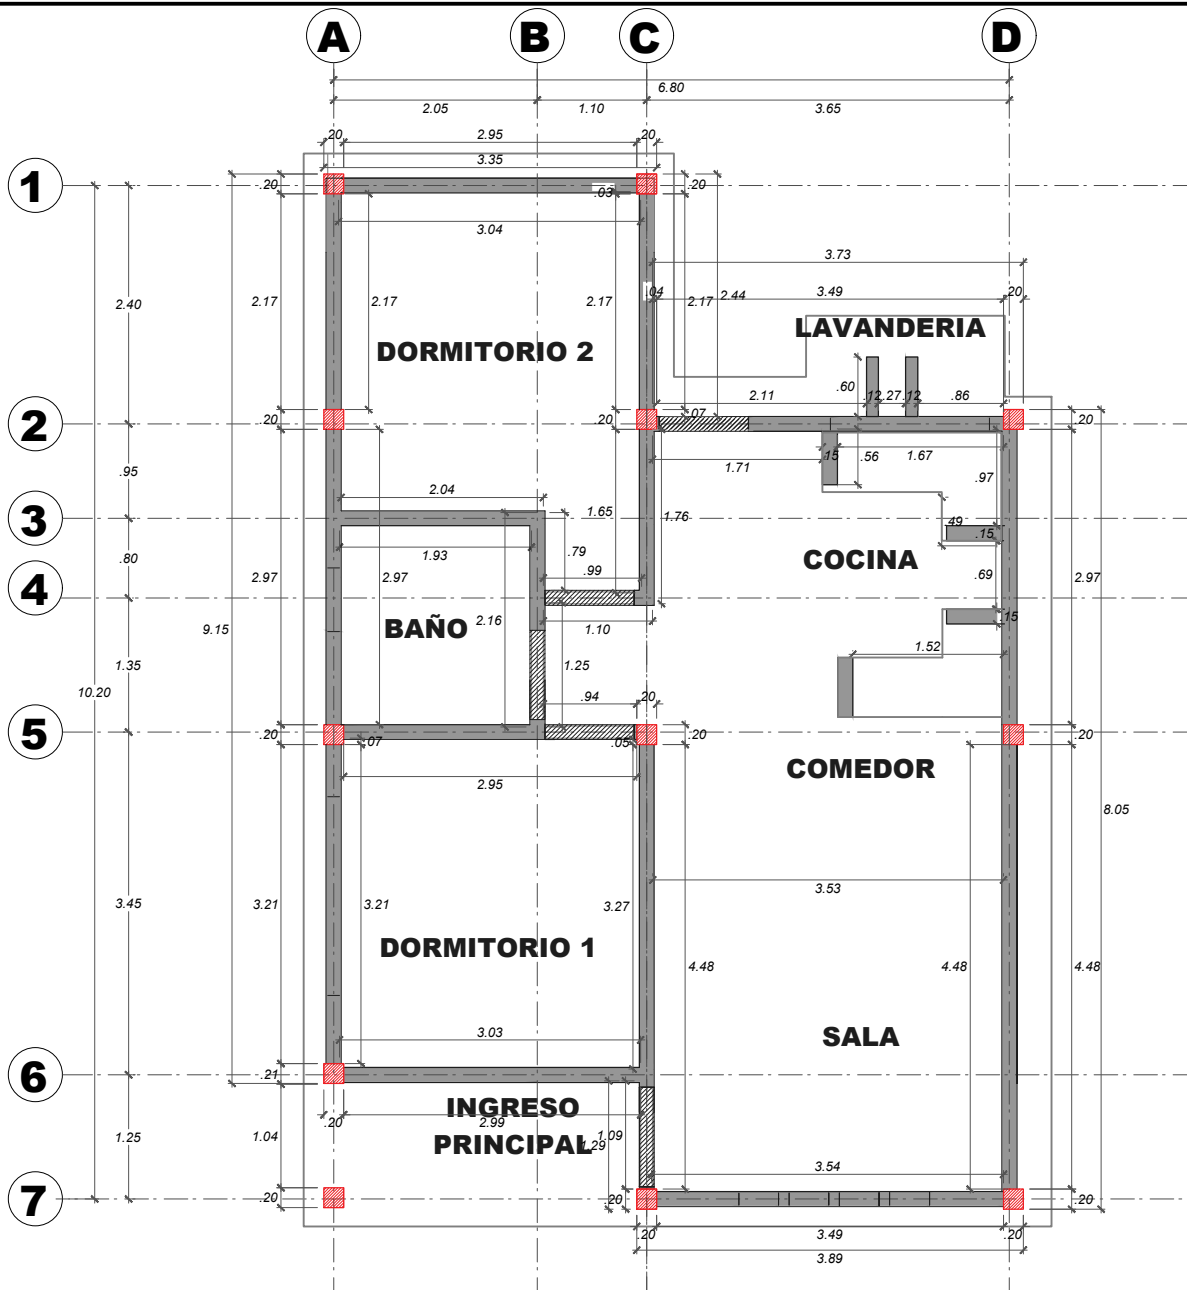 A B C D
6.80
2.05 1.10 3.65
.20 2.95 .20
3.35
1
.20 .20
.03
3.04
3.73
2.40 2.17 2.17 2.17 .04 2.17 2.44 3.49 .20
LAVANDERIA
DORMITORIO 2
.60 2.11 .12 .27 .12 .86
2
.20 .20 .07 .20
.15 .56 1.67
1.71
.95 .97
2.04
3
1.65 1.76 .49
.15
.80 1.93 .79
COCINA
2.97 2.97 .99 .69 2.97
4
9.15 BAÑO 2.16 1.10 .15
1.35 1.25 1.52
10.20 .94 .20
5
.20 .07 .05 .20 .20
COMEDOR
2.95
8.05
3.53
3.45 3.21 3.21 3.27
DORMITORIO 1
4.48 4.48 4.48
3.03 SALA
6
.21
INGRESO
.20 2.99
PRINCIPAL
1.25 1.04 1.29 1.09
3.54
7
.20 .20 .20
.20 3.49 .20
3.89